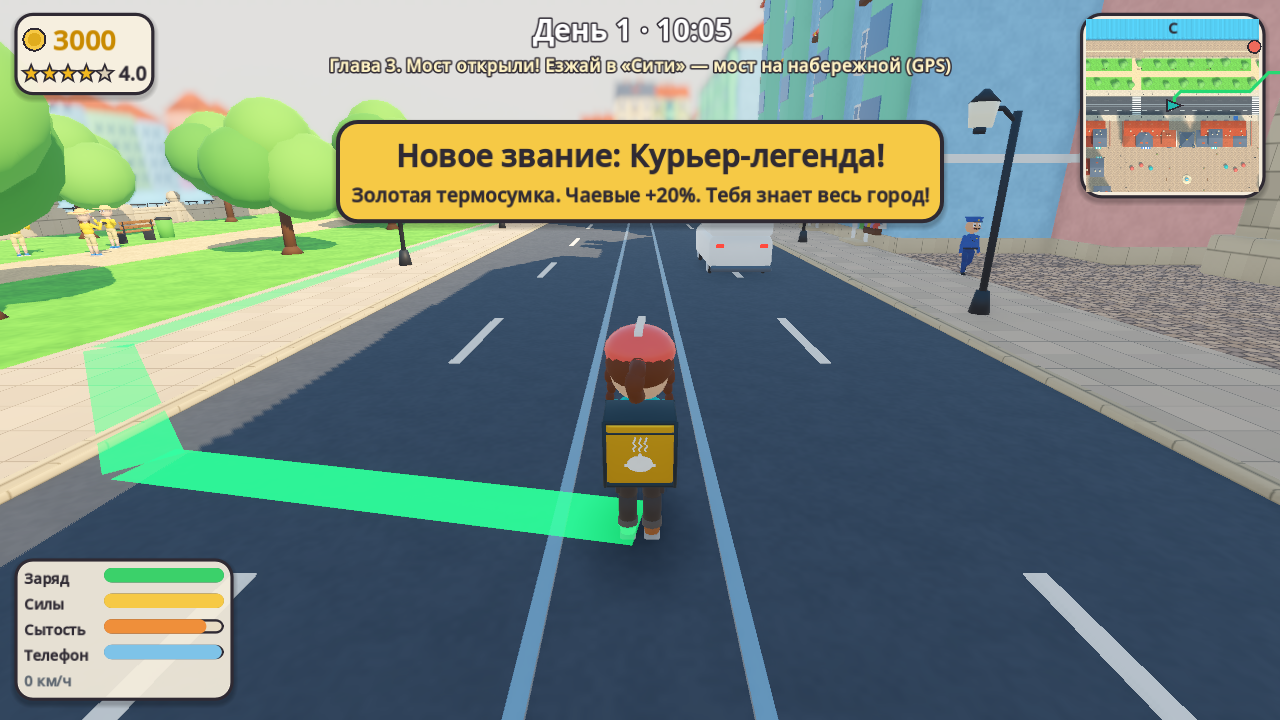 3000
4.0
День 1 · 10:05
Глава 3. Мост открыли! Езжай в «Сити» — мост на набережной (GPS)
С
Новое звание: Курьер-легенда!
Золотая термосумка. Чаевые +20%. Тебя знает весь город!
Заряд
Силы
Сытость
Телефон
0 км/ч